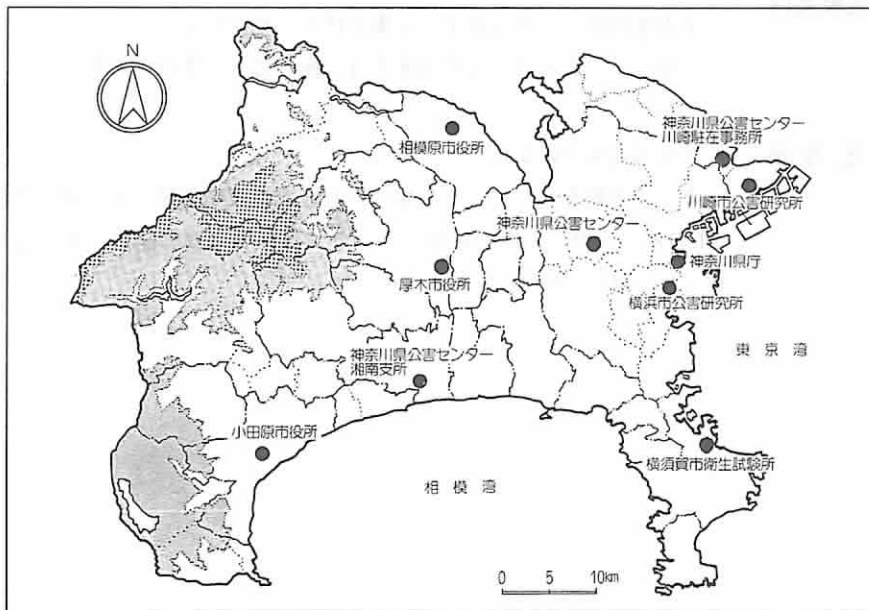 N
相模原市役所
神奈川県公害センター
川崎駐在事務所
川崎市公害研究所
神奈川県公害センター
神奈川県庁
厚木市役所
横浜市公害研究所
東京湾
神奈川県公害センター
湘南支所
小田原市役所
横須賀市衛生試験所
相模湾
0 5 10km